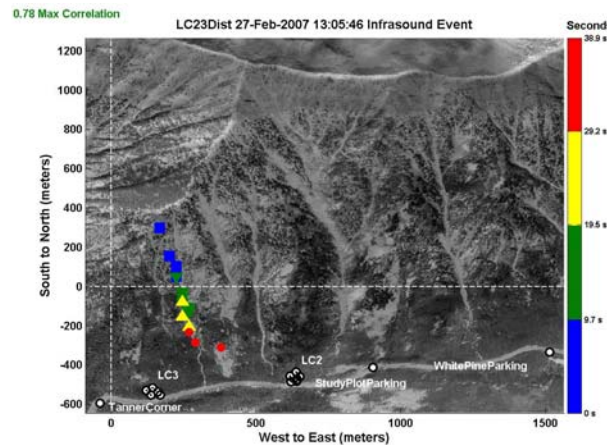 0.78 Max Correlation
LC23Dist 27-Feb-2007 13:05:46 Infrasound Event
Second
1200
1000
800
600
400
200
0
-200
-400
-600
South to North (meters)
38.9 s
29.2 s
19.5 s
9.7 s
0 s
LC3
LC2
WhitePineParking
StudyPlotParking
TannerCorner
0
500
1000
1500
West to East (meters)